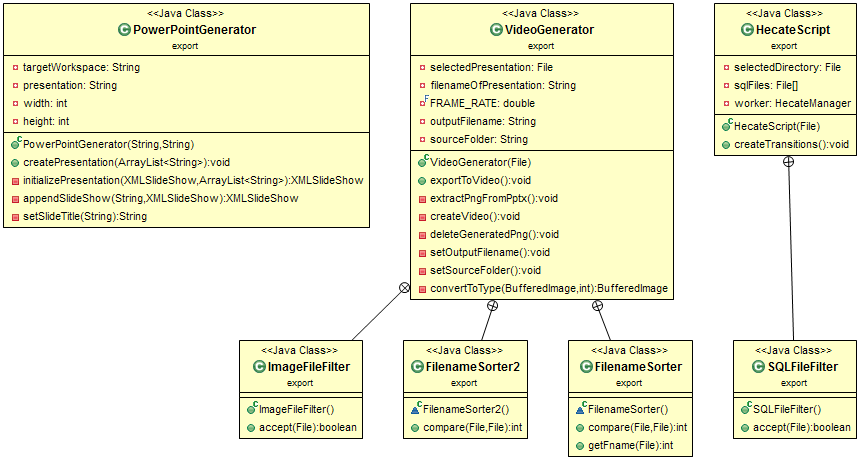 <<Java Class>>
PowerPointGenerator
export
targetWorkspace: String
presentation: String
width: int
height: int
PowerPointGenerator(String,String)
createPresentation(ArrayList<String>):void
initializePresentation(XMLSlideShow,ArrayList<String>):XMLSlideShow
appendSlideShow(String,XMLSlideShow):XMLSlideShow
setSlideTitle(String):String
<<Java Class>>
VideoGenerator
export
selectedPresentation: File
filenameOfPresentation: String
FRAME_RATE: double
outputFilename: String
sourceFolder: String
VideoGenerator(File)
exportToVideo():void
extractPngFromPptx():void
createVideo():void
deleteGeneratedPng():void
setOutputFilename():void
setSourceFolder():void
convertToType(BufferedImage,int):BufferedImage
<<Java Class>>
HecateScript
export
selectedDirectory: File
sqlFiles: File[]
worker: HecateManager
HecateScript(File)
createTransitions():void
<<Java Class>>
ImageFileFilter
export
ImageFileFilter()
accept(File):boolean
<<Java Class>>
FilenameSorter2
export
FilenameSorter2()
compare(File,File):int
<<Java Class>>
FilenameSorter
export
FilenameSorter()
compare(File,File):int
getFname(File):int
<<Java Class>>
SQLFileFilter
export
SQLFileFilter()
accept(File):boolean